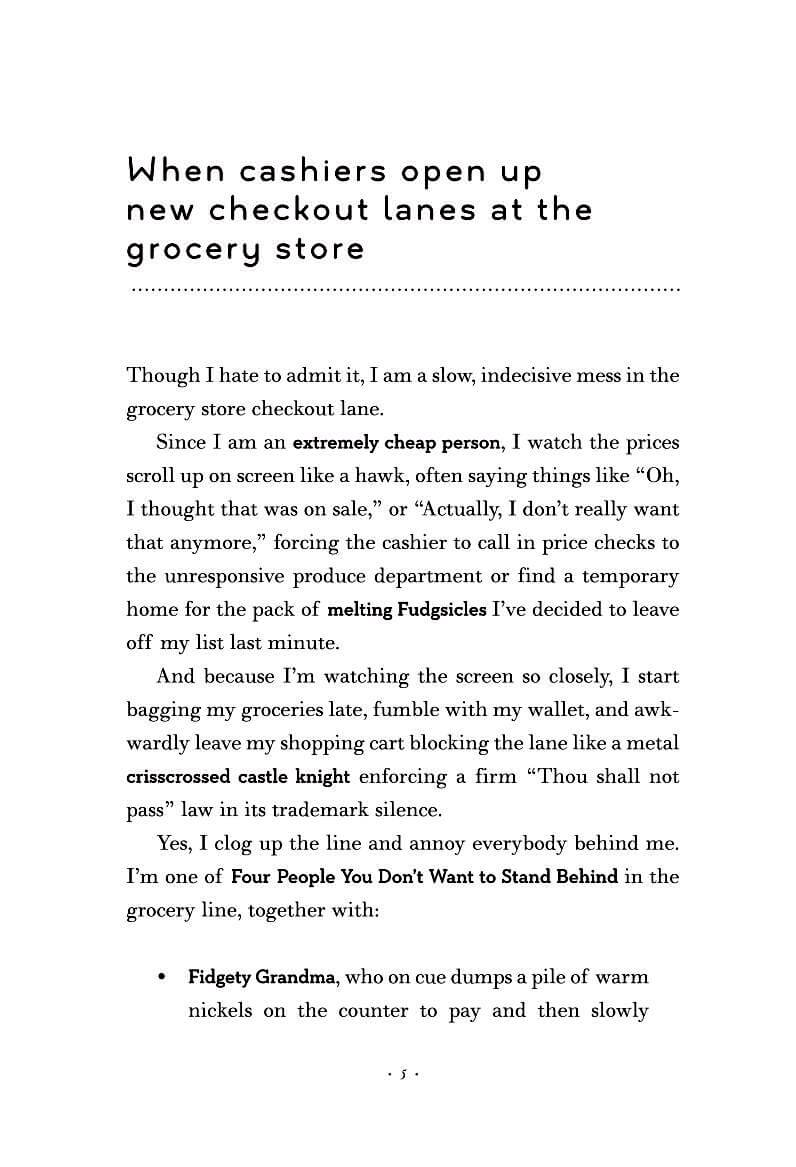 When cashiers open up
new checkout lanes at the
grocery store
Though I hate to admit it, I am a slow, indecisive mess in the
grocery store checkout lane.
Since I am an extremely cheap person, I watch the prices
scroll up on screen like a hawk, often saying things like “Oh,
I thought that was on sale,” or “Actually, I don’t really want
that anymore,” forcing the cashier to call in price checks to
the unresponsive produce department or find a temporary
home for the pack of melting Fudgsicles I’ve decided to leave
off my list last minute.
And because I’m watching the screen so closely, I start
bagging my groceries late, fumble with my wallet, and awk-
wardly leave my shopping cart blocking the lane like a metal
crisscrossed castle knight enforcing a firm “Thou shall not
pass” law in its trademark silence.
Yes, I clog up the line and annoy everybody behind me.
I’m one of Four People You Don’t Want to Stand Behind in the
grocery line, together with:
• Fidgety Grandma, who on cue dumps a pile of warm
nickels on the counter to pay and then slowly
· 5 ·